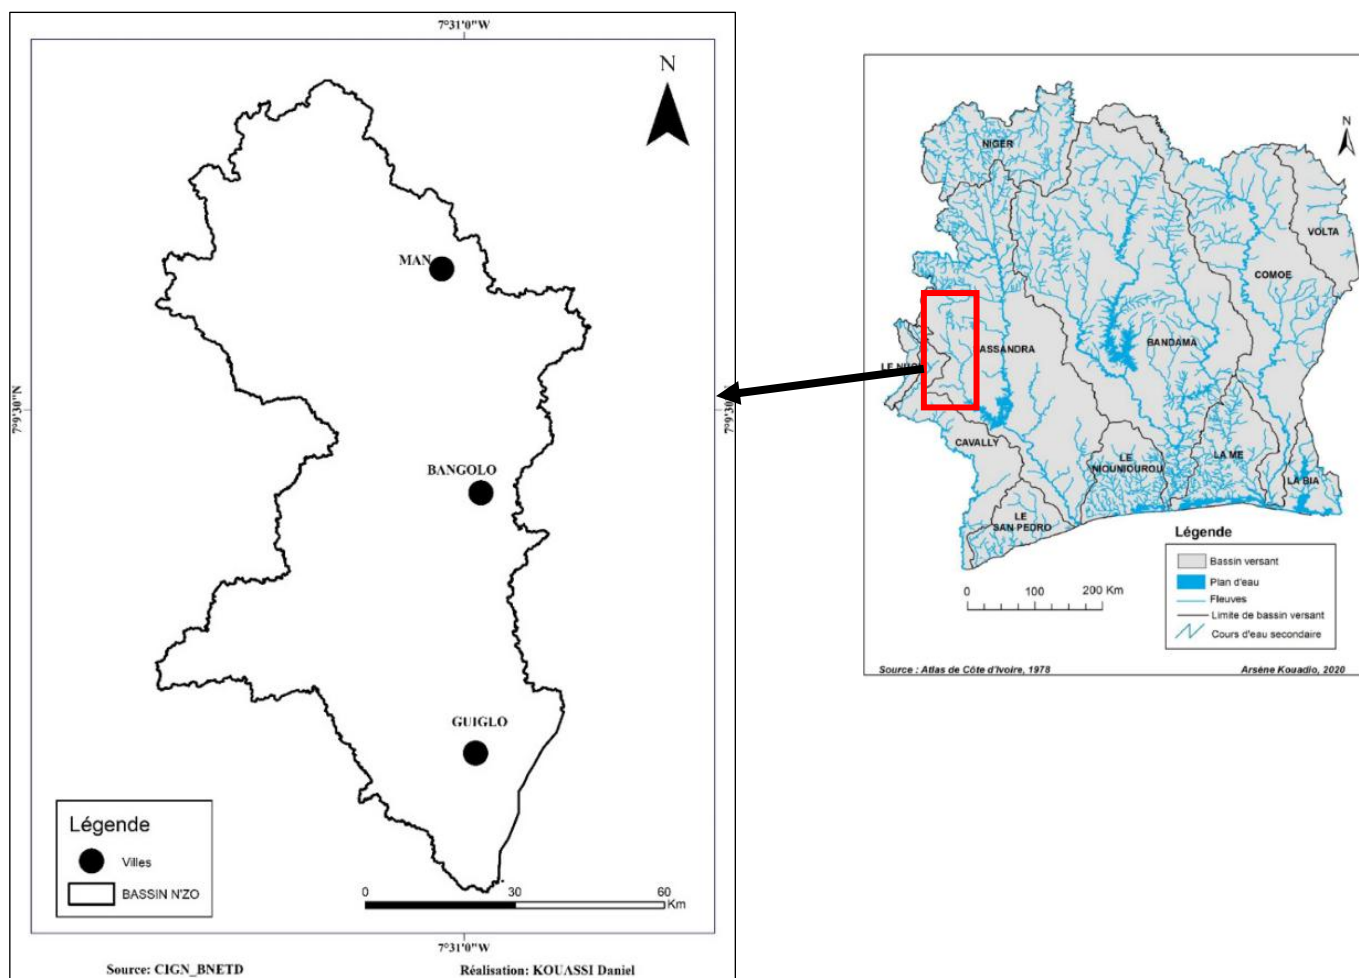 7°31'0"W
N
MAN
7°9'30"N
BANGOLO
GUIGLO
Légende
Villes
BASSIN N'ZO
0 30 60
Km
7°31'0"W
Source: CIGN_BNETD Réalisation: KOUASSI Daniel
N
NIGER
VOLTA
COMOE
BANDAMA
ASSANDRA
CAVALLY
LE
NIOUNIOUROU
LA ME
LA BIA
LE
SAN PEDRO
Légende
Bassin versant
Plan d'eau
Fleuves
Limite de bassin versant
Cours d'eau secondaire
0 100 200 Km
Source : Atlas de Côte d'Ivoire, 1978 Arsène Kouadio, 2020